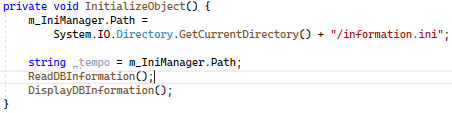 private void InitializeObject() {
m_IniManager.Path =
System.IO.Directory.GetCurrentDirectory() + "/information.ini";
string _tempo = m_IniManager.Path;
ReadDBInformation();
DisplayDBInformation();
}